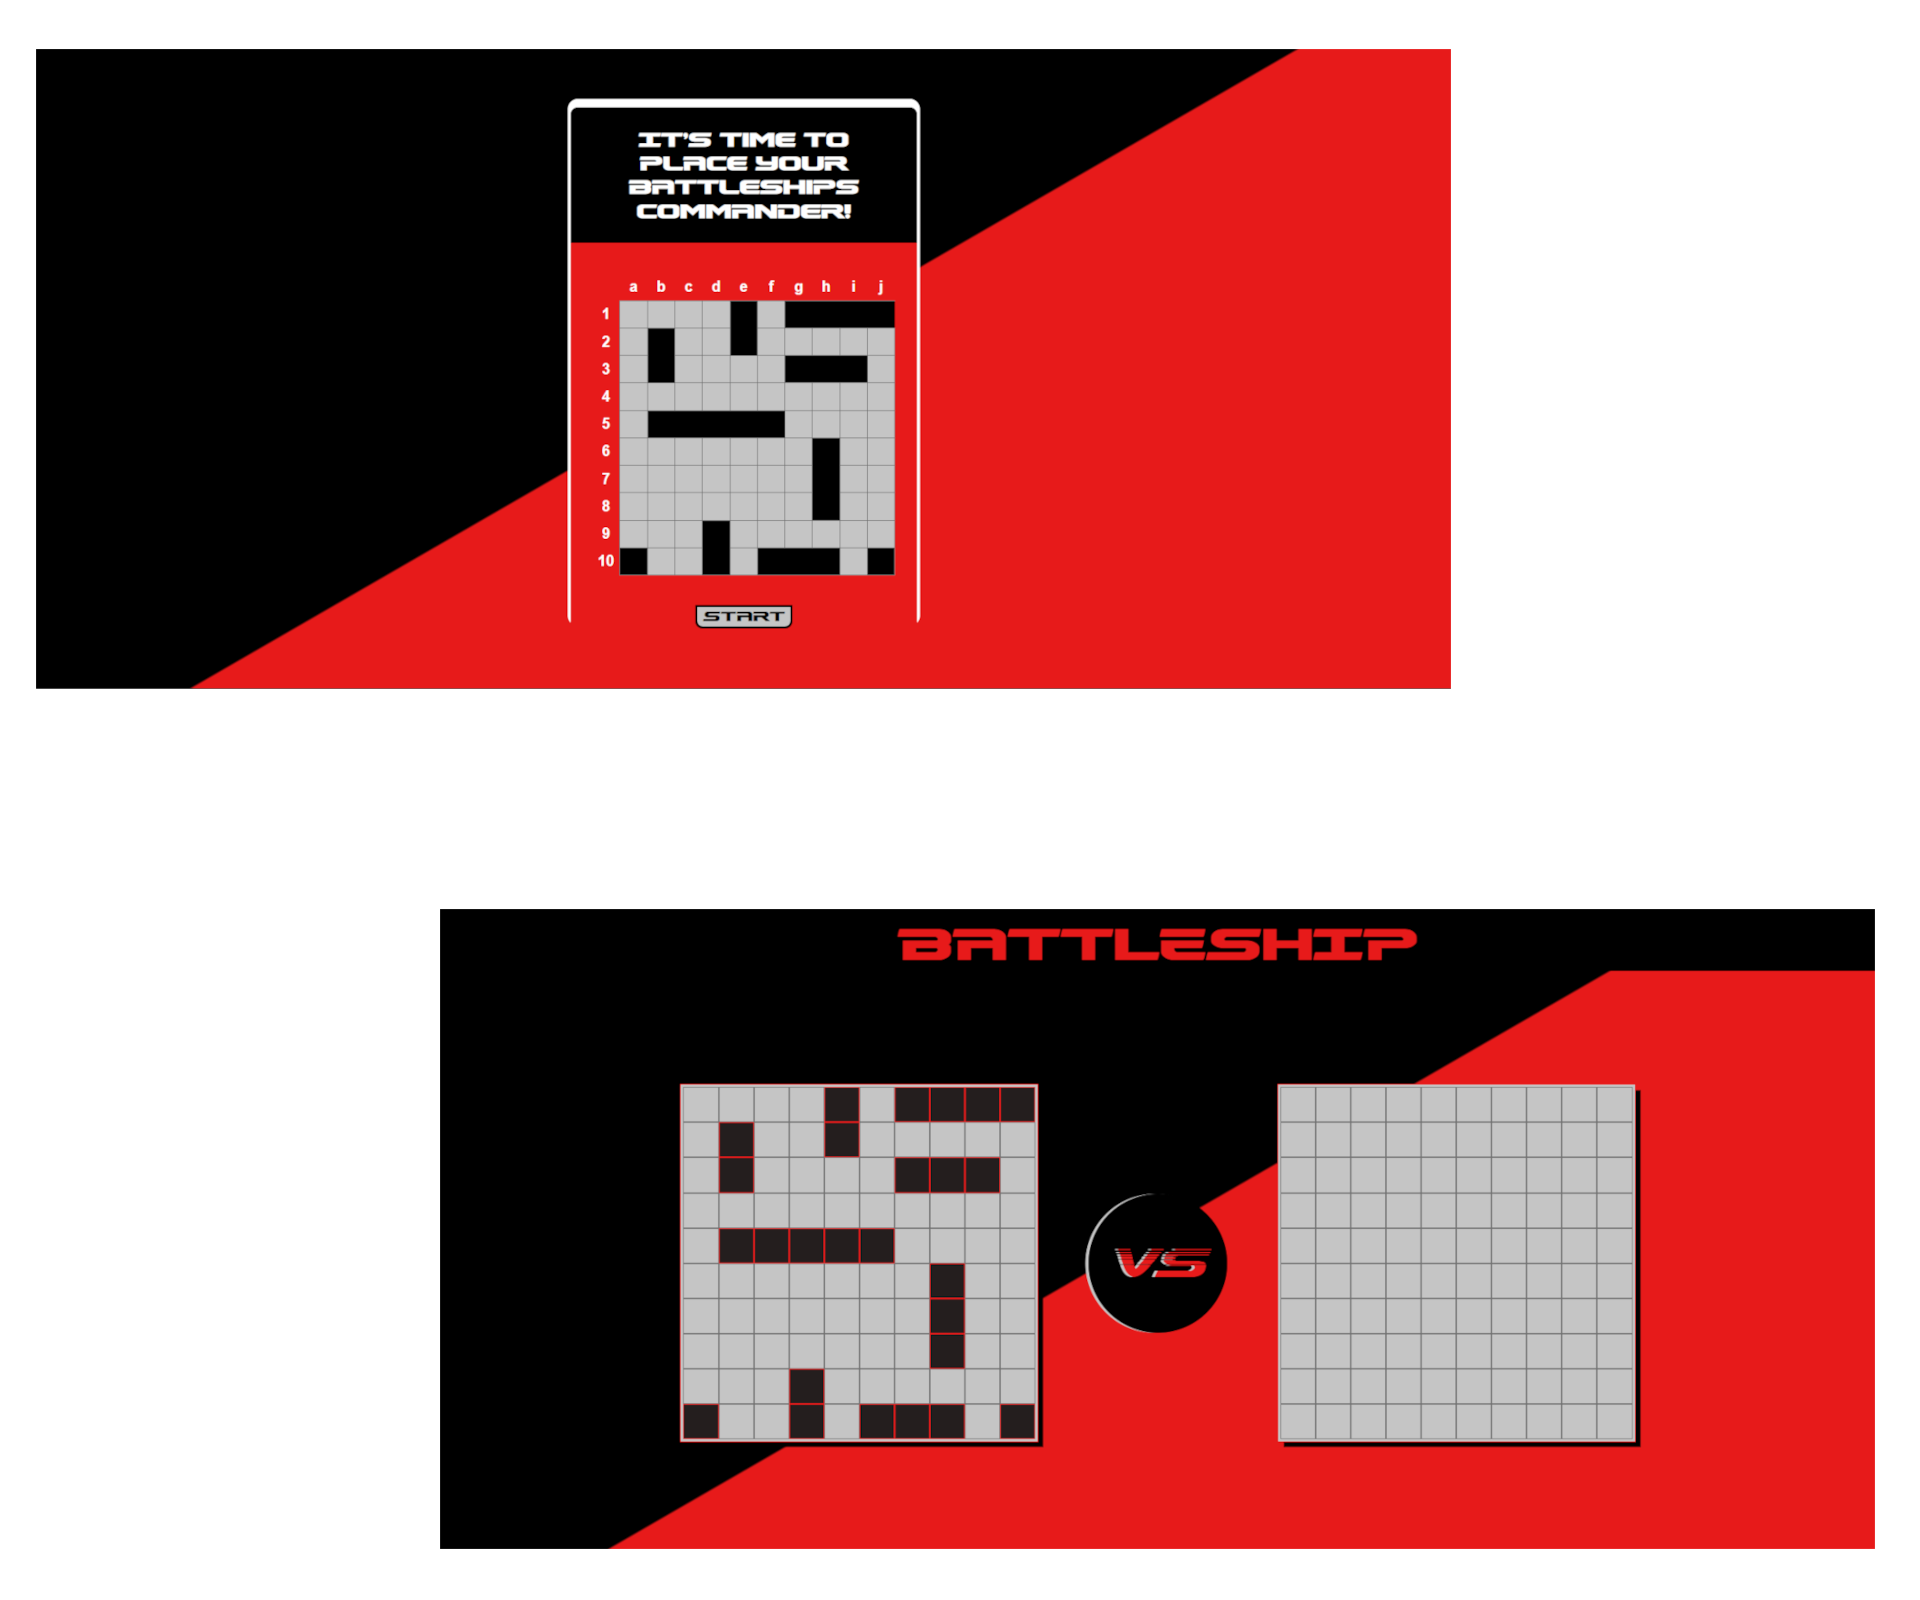 IT'S TIME TO
PLACE YOUR
BATTLESHIPS
COMMANDER!
a b c d e f g h i j
1
2
3
4
5
6
7
8
9
10
START
BATTLESHIP
VS